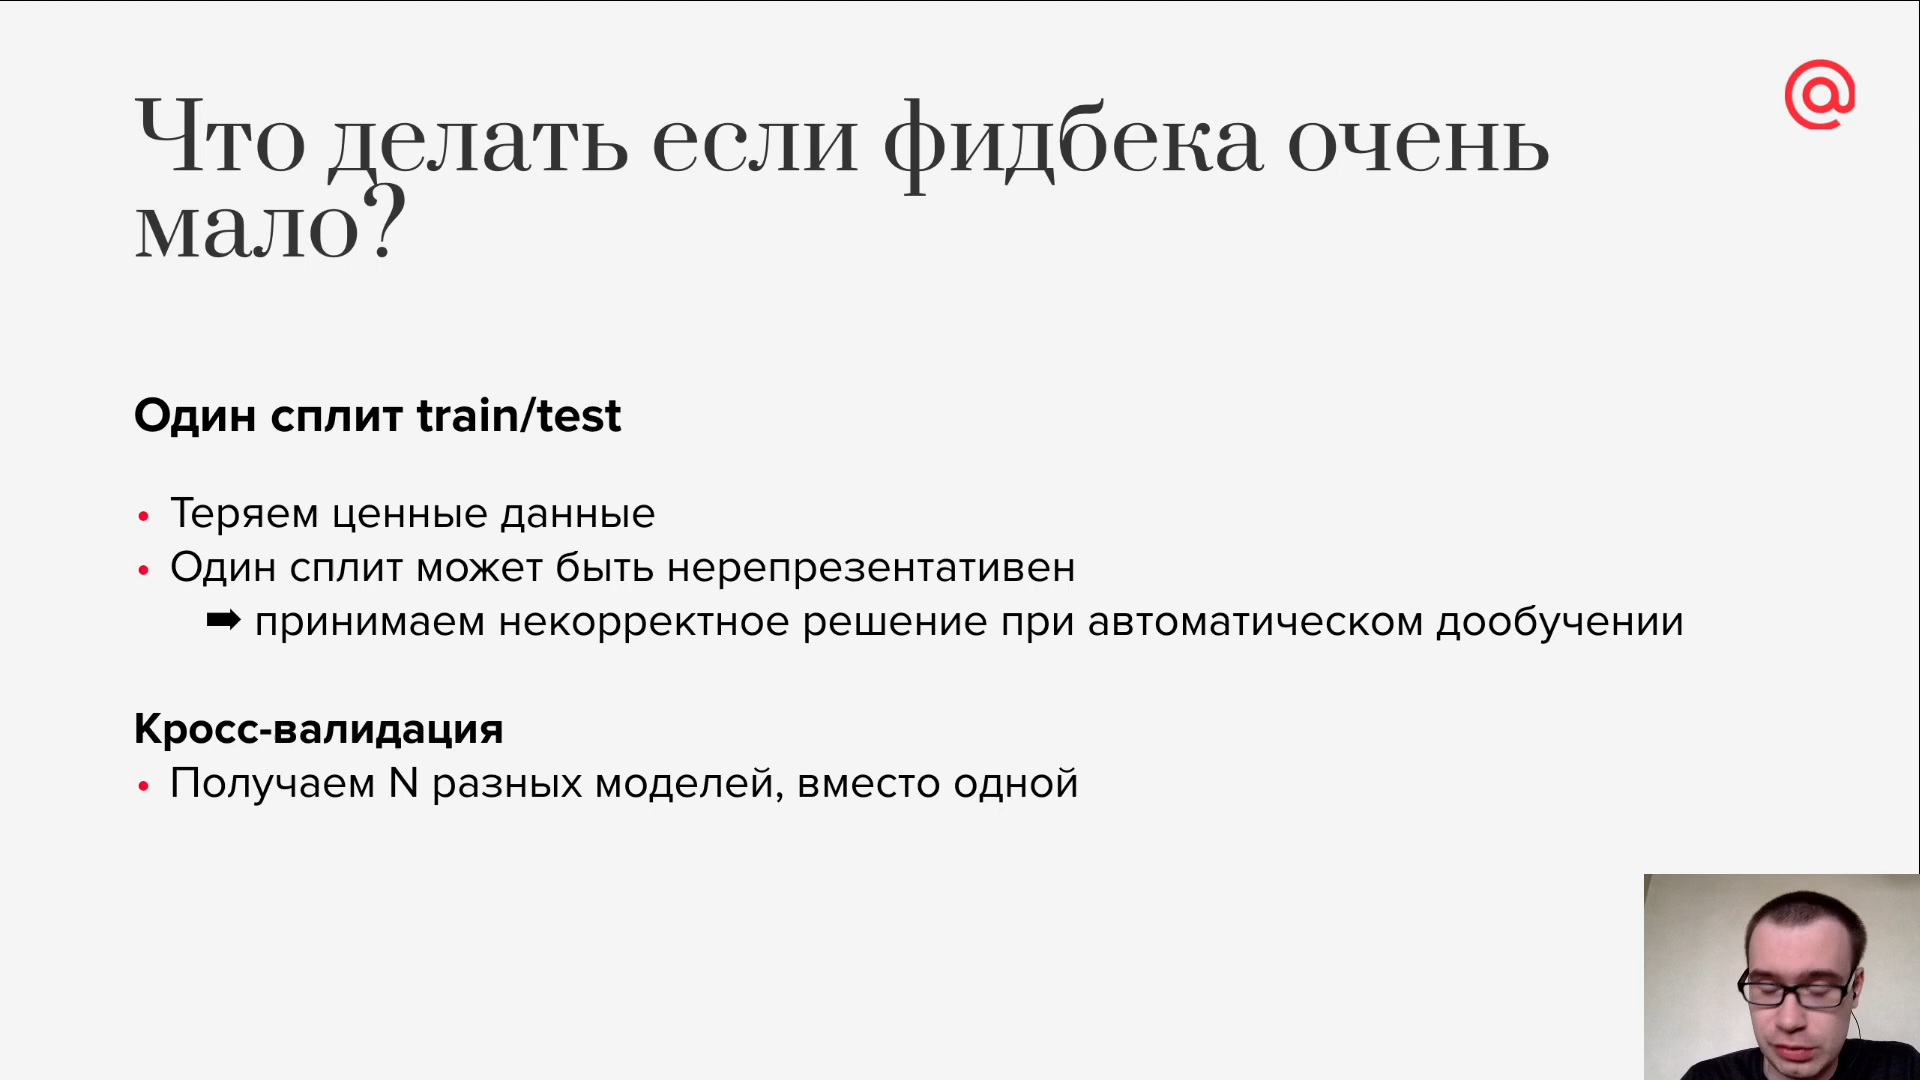 Что делать если фидбека очень
мало?
Один сплит train/test
• Теряем ценные данные
• Один сплит может быть нерепрезентативен
➡ принимаем некорректное решение при автоматическом дообучении
Кросс-валидация
• Получаем N разных моделей, вместо одной